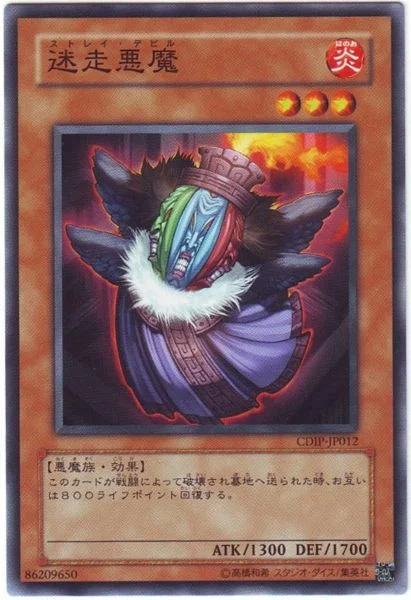 ストレイ・デビル
迷走悪魔
ほのお
炎
CDIP-JP012
【悪魔族・効果】
このカードが戦闘によって破壊され墓地へ送られた時、お互い
は800ライフポイント回復する。
ATK/1300 DEF/1700
86209650
©高橋和希 スタジオ・ダイス/集英社